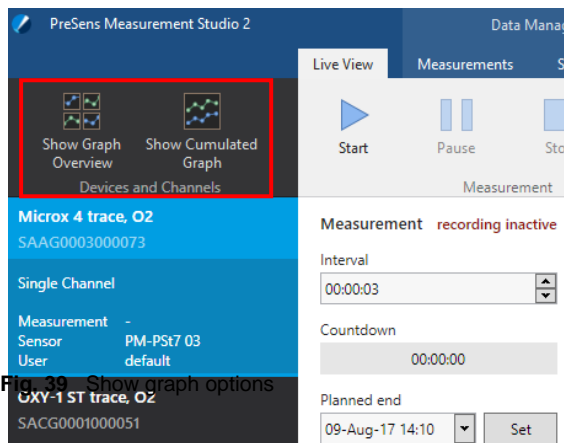 PreSens Measurement Studio 2
Data Manag
Live View Measurements S
Show Graph Overview
Show Cumulated Graph
Devices and Channels
Start Pause Sto
Measurement
Microx 4 trace, O2
SAAG0003000073
Single Channel
Measurement -
Sensor PM-PSt7 03
User default
Fig. 39 Show graph options
OXY-1 ST trace, O2
SACG0001000051
Measurement recording inactive
Interval
00:00:03
Countdown
00:00:00
Planned end
09-Aug-17 14:10 Set